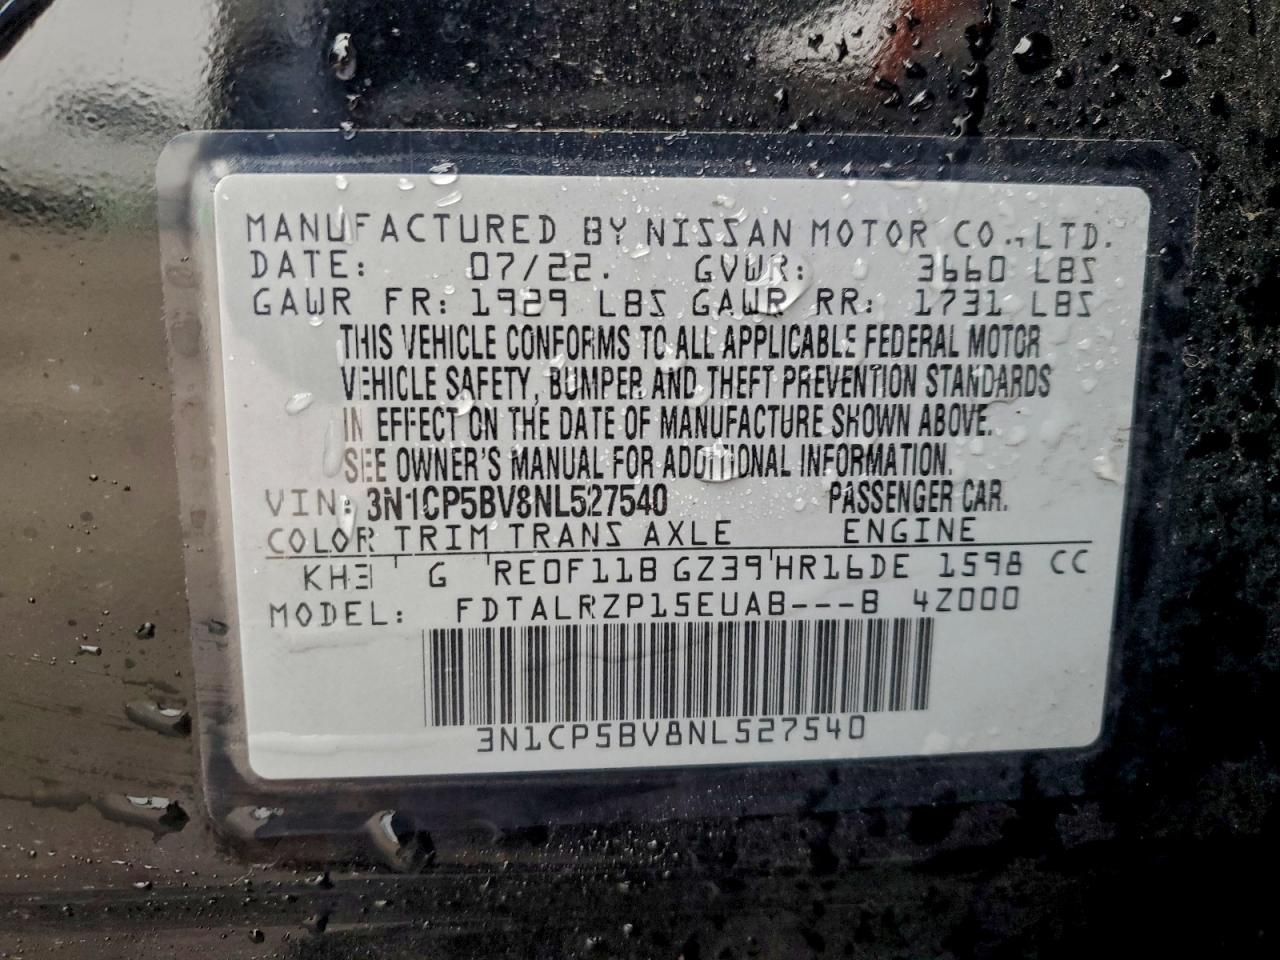 MANUFACTURED BY NISSAN MOTOR CO., LTD.
DATE: 07/22. GVWR: 3660 LBS
GAWR FR: 1929 LBS GAWR RR: 1731 LBS
THIS VEHICLE CONFORMS TO ALL APPLICABLE FEDERAL MOTOR
VEHICLE SAFETY, BUMPER AND THEFT PREVENTION STANDARDS
IN EFFECT ON THE DATE OF MANUFACTURE SHOWN ABOVE.
SEE OWNER'S MANUAL FOR ADDITIONAL INFORMATION.
VIN: 3N1CP5BV8NL527540 PASSENGER CAR.
COLOR TRIM TRANS AXLE ENGINE
KH3 ' G ' RE0F11B GZ39 ' HR16DE 1598 CC
MODEL: FDTALRZP15EUAB---B 4Z000
3N1CP5BV8NL527540